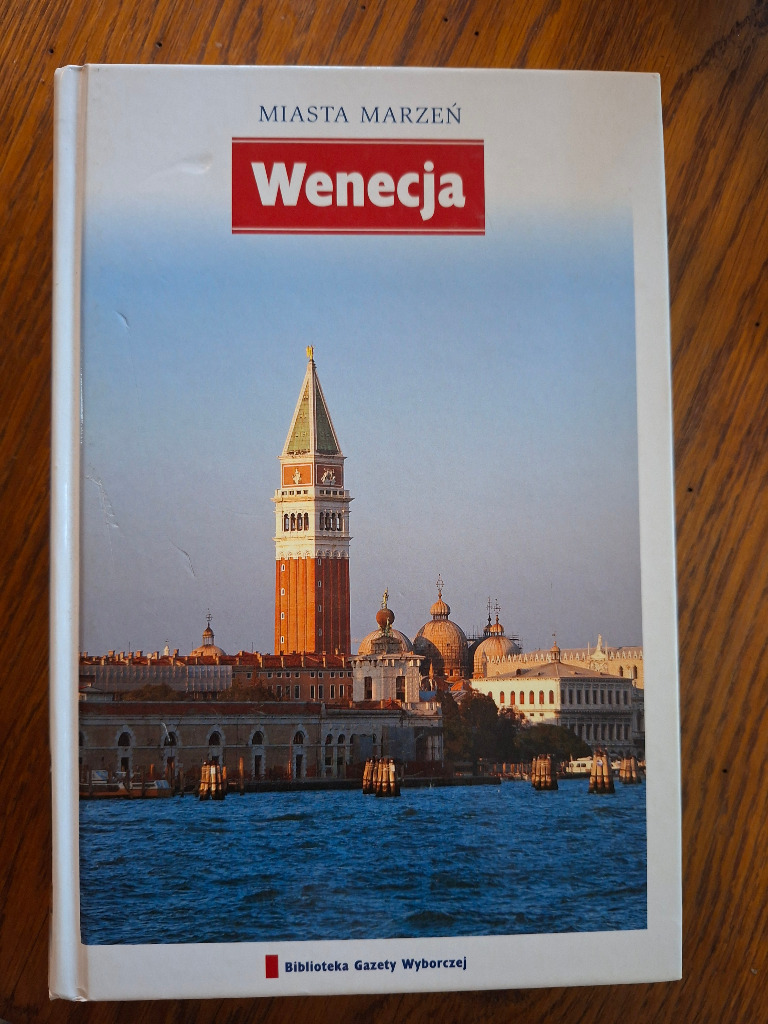 MIASTA MARZEŃ
Wenecja
Biblioteka Gazety Wyborczej